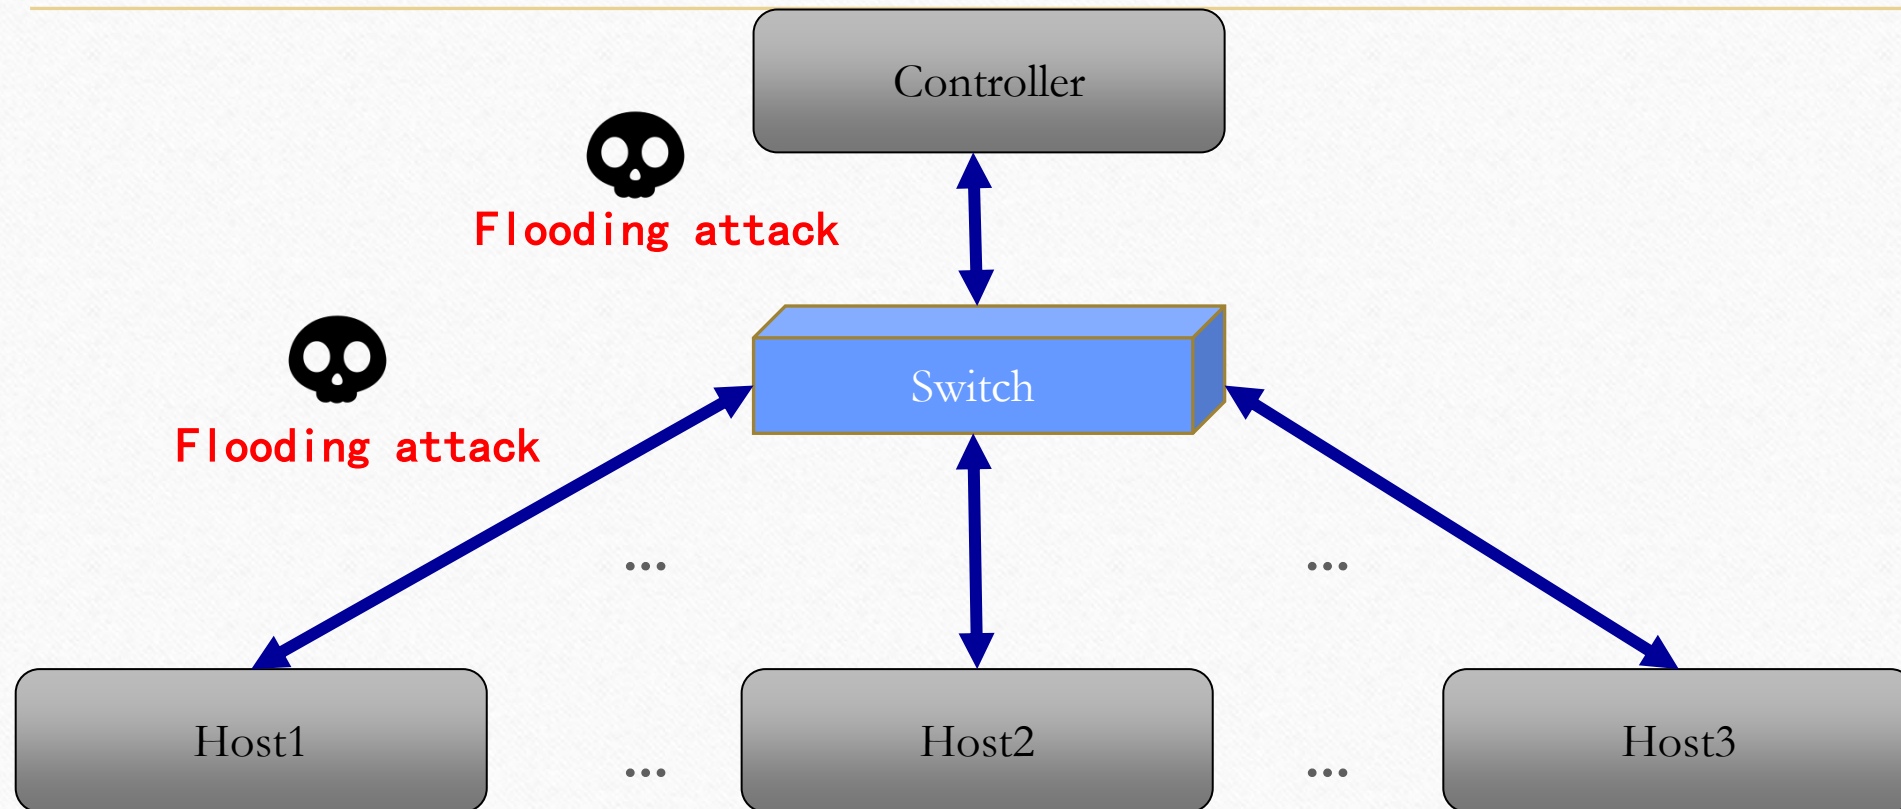 Controller
Flooding attack
Switch
Flooding attack
...
...
Host1
Host2
Host3
...
...